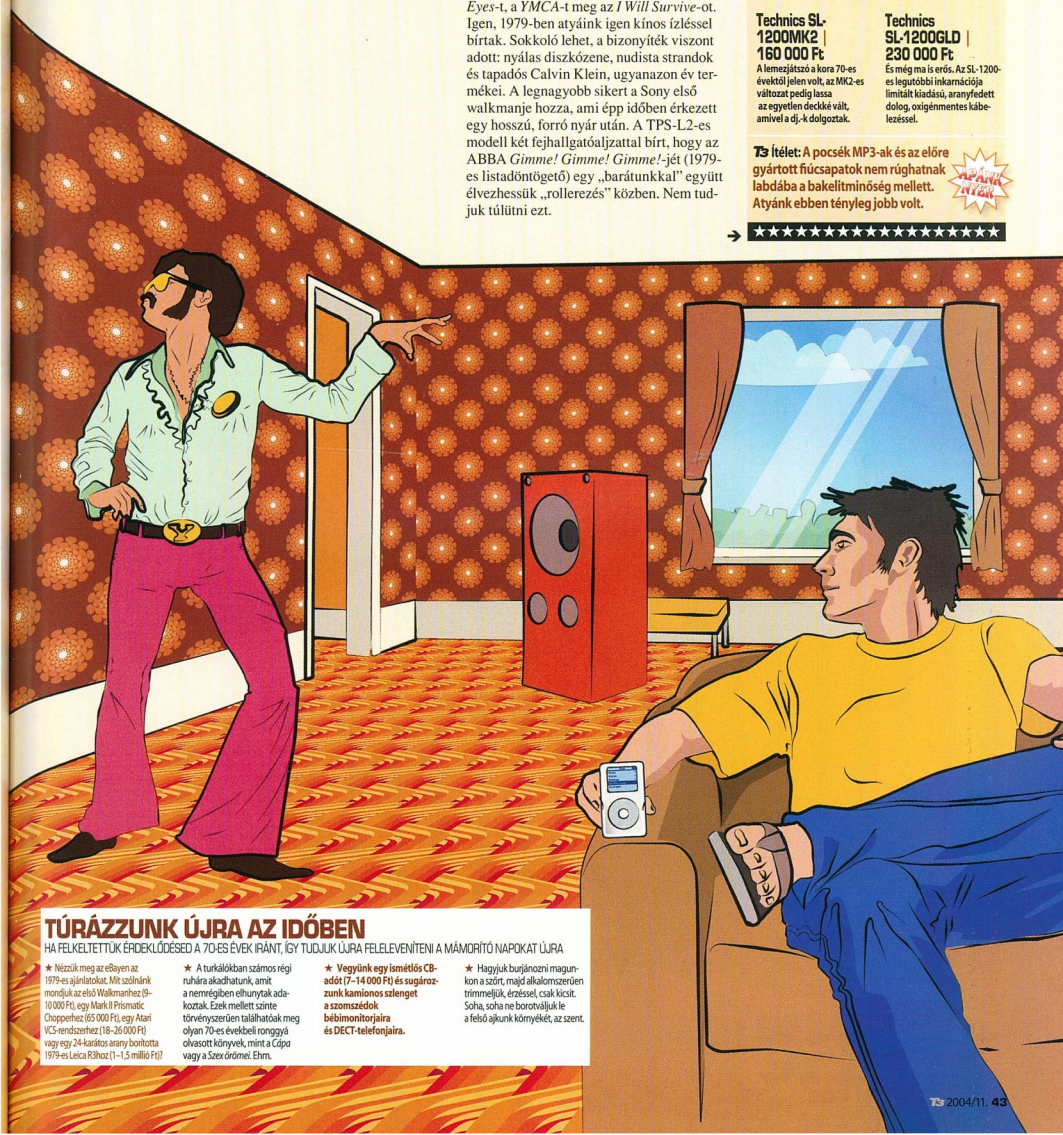 Eyes-t, a YMCA-t meg az I Will Survive-ot.
Igen, 1979-ben atyáink igen kínos ízléssel
bírtak. Sokkoló lehet, a bizonyíték viszont
adott: nyálas diszkózene, nudista strandok
és tapadós Calvin Klein, ugyanazon év ter-
mékei. A legnagyobb sikert a Sony első
walkmanje hozza, ami épp időben érkezett
egy hosszú, forró nyár után. A TPS-L2-es
modell két fejhallgatóaljzattal bírt, hogy az
ABBA Gimme! Gimme! Gimme!-jét (1979-
es listadöntögető) egy „barátunkkal” együtt
élvezhessük „rollerezés” közben. Nem tud-
juk túlütni ezt.
Technics SL-
1200MK2 |
160 000 Ft
A lemezjátszó a kora 70-es
évektől jelen volt, az MK2-es
változat pedig lassa
az egyetlen deckké vált,
amivel a dj.-k dolgoztak.
Technics
SL-1200GLD |
230 000 Ft
És még ma is erős. Az SL-1200-
es legutóbbi inkarnációja
limitált kiadású, aranyfedett
dolog, oxigénmentes kábe-
lezéssel.
T3 Ítélet: A pocsék MP3-ak és az előre
gyártott fiúcsapatok nem rúghatnak
labdába a bakelitminőség mellett.
Atyánk ebben tényleg jobb volt.
APÁNK
NYER
TÚRÁZZUNK ÚJRA AZ IDŐBEN
HA FELKELTETTÜK ÉRDEKLŐDÉSED A 70-ES ÉVEK IRÁNT, ÍGY TUDJUK ÚJRA FELELEVENÍTENI A MÁMORÍTÓ NAPOKAT ÚJRA
★ Nézzük meg az eBayen az
1979-es ajánlatokat. Mit szólnánk
mondjuk az első Walkmanhez (9–
10 000 Ft), egy Mark II Prismatic
Chopperhez (65 000 Ft), egy Atari
VCS-rendszerhez (18–26 000 Ft)
vagy egy 24-karátos arany borította
1979-es Leica R3hoz (1–1,5 millió Ft)?
★ A turkálókban számos régi
ruhára akadhatunk, amit
a nemrégiben elhunytak ada-
koztak. Ezek mellett szinte
törvényszerűen találhatóak meg
olyan 70-es évekbeli ronggyá
olvasott könyvek, mint a Cápa
vagy a Szex örömei. Ehm.
★ Vegyünk egy ismétlős CB-
adót (7–14 000 Ft) és sugároz-
zunk kamionos szlenget
a szomszédok
bébimonitorjaira
és DECT-telefonjaira.
★ Hagyjuk burjánozni magun-
kon a szőrt, majd alkalomszerűen
trimmeljük, érzéssel, csak kicsit.
Soha, soha ne borotváljuk le
a felső ajkunk környékét, az szent.
T3 2004/11. 43